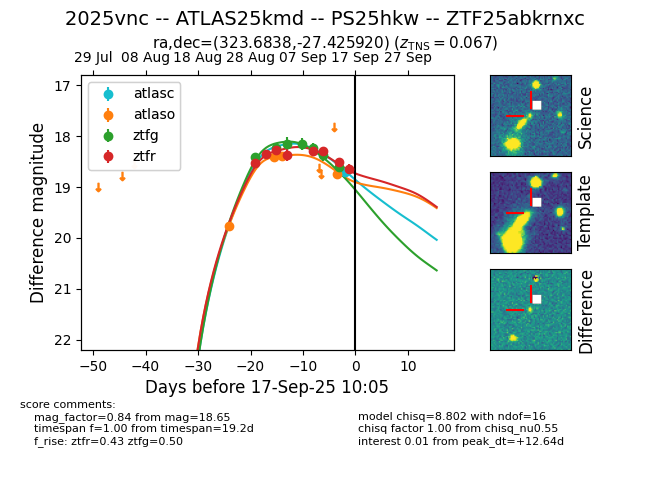 2025vnc -- ATLAS25kmd -- PS25hkw -- ZTF25abkrnxc
ra,dec=(323.6838,-27.425920) (z_TNS = 0.067)
29 Jul 08 Aug 18 Aug 28 Aug 07 Sep 17 Sep 27 Sep
atlasc
atlaso
ztfg
ztfr
17
18
19
20
21
22
Difference magnitude
−50 −40 −30 −20 −10 0 10
Days before 17-Sep-25 10:05
Science
Template
Difference
score comments:
mag_factor=0.84 from mag=18.65
timespan f=1.00 from timespan=19.2d
f_rise: ztfr=0.43 ztfg=0.50
model chisq=8.802 with ndof=16
chisq factor 1.00 from chisq_nu0.55
interest 0.01 from peak_dt=+12.64d